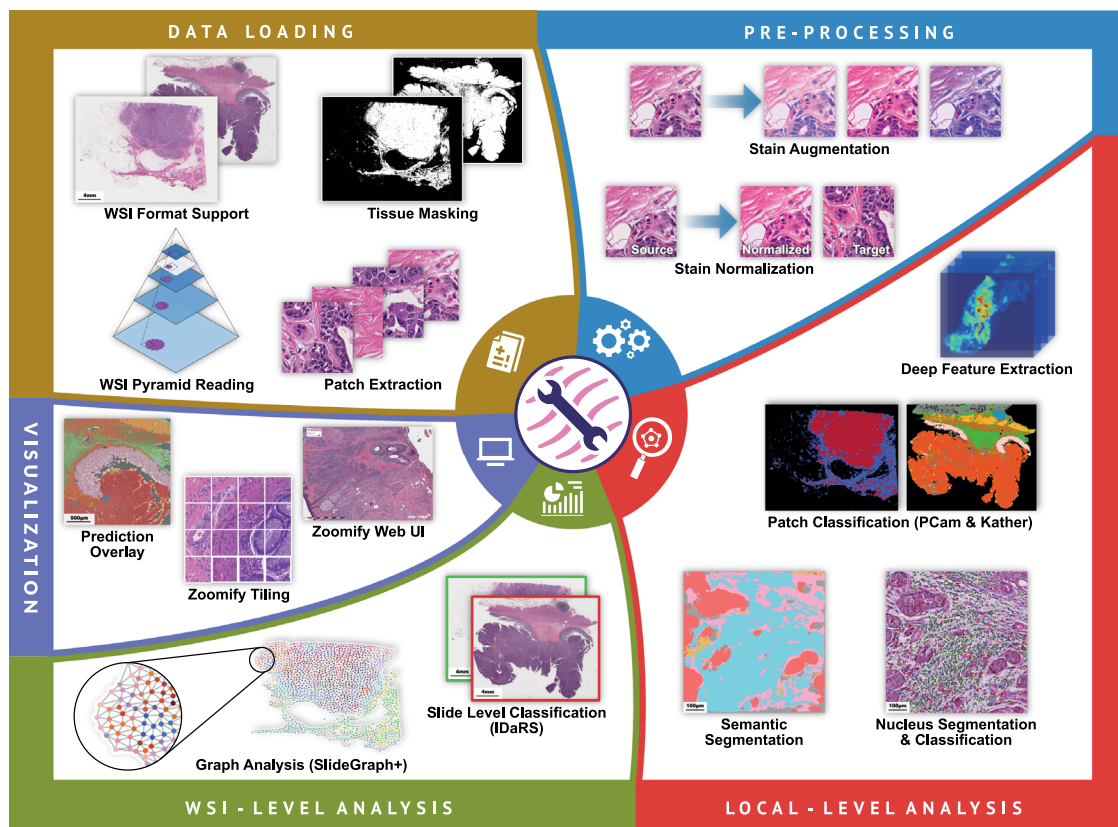 DATA LOADING
PRE-PROCESSING
4mm
WSI Format Support
Tissue Masking
WSI Pyramid Reading
Patch Extraction
Stain Augmentation
Source
Normalized
Target
Stain Normalization
Deep Feature Extraction
Patch Classification (PCam & Kather)
100µm
Semantic
Segmentation
100µm
Nucleus Segmentation
& Classification
VISUALIZATION
500µm
Prediction
Overlay
Zoomify Tiling
Zoomify Web UI
4mm
4mm
Slide Level Classification
(IDaRS)
Graph Analysis (SlideGraph+)
WSI-LEVEL ANALYSIS
LOCAL-LEVEL ANALYSIS